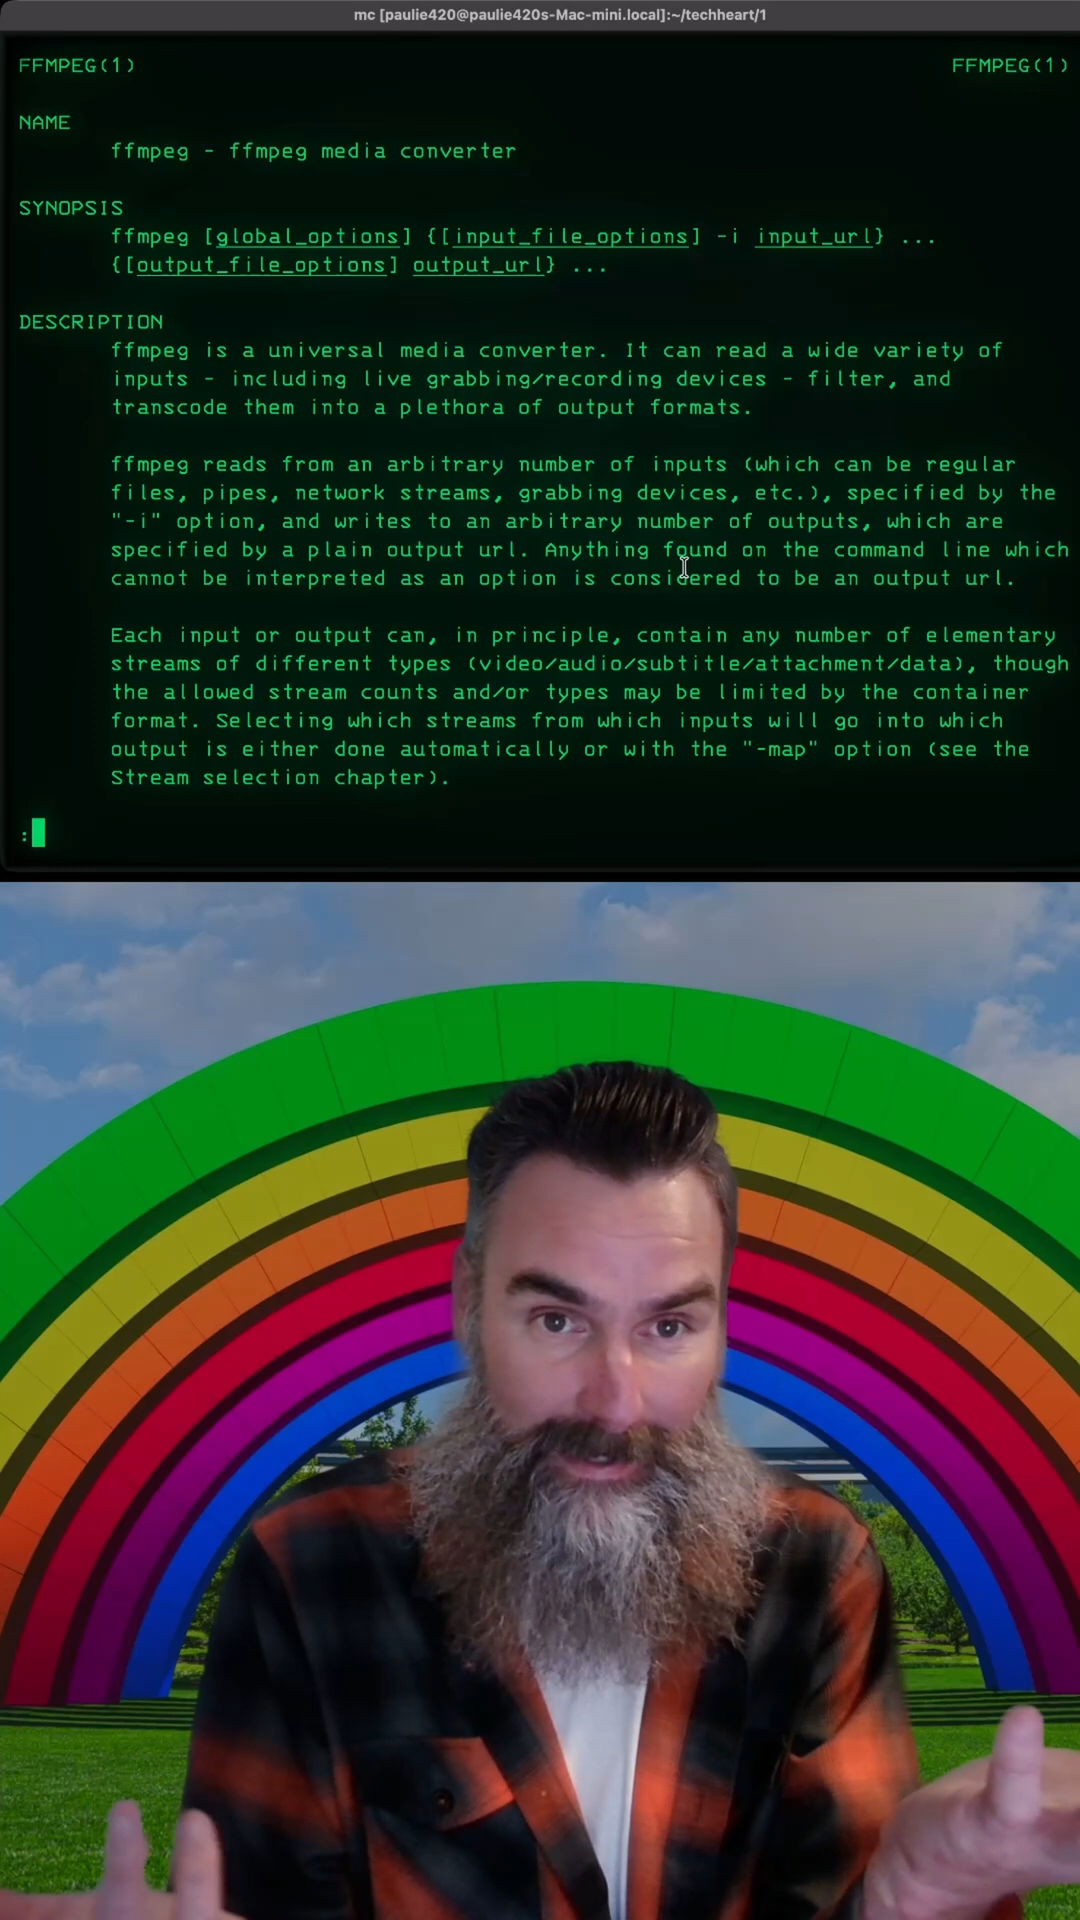 mc [paulie420@paulie420s-Mac-mini.local]:~/techheart/1
FFMPEG(1) FFMPEG(1)
NAME
ffmpeg - ffmpeg media converter
SYNOPSIS
ffmpeg [global_options] {[input_file_options] -i input_url} ...
{[output_file_options] output_url} ...
DESCRIPTION
ffmpeg is a universal media converter. It can read a wide variety of
inputs - including live grabbing/recording devices - filter, and
transcode them into a plethora of output formats.
ffmpeg reads from an arbitrary number of inputs (which can be regular
files, pipes, network streams, grabbing devices, etc.), specified by the
"-i" option, and writes to an arbitrary number of outputs, which are
specified by a plain output url. Anything found on the command line which
cannot be interpreted as an option is considered to be an output url.
Each input or output can, in principle, contain any number of elementary
streams of different types (video/audio/subtitle/attachment/data), though
the allowed stream counts and/or types may be limited by the container
format. Selecting which streams from which inputs will go into which
output is either done automatically or with the "-map" option (see the
Stream selection chapter).
: